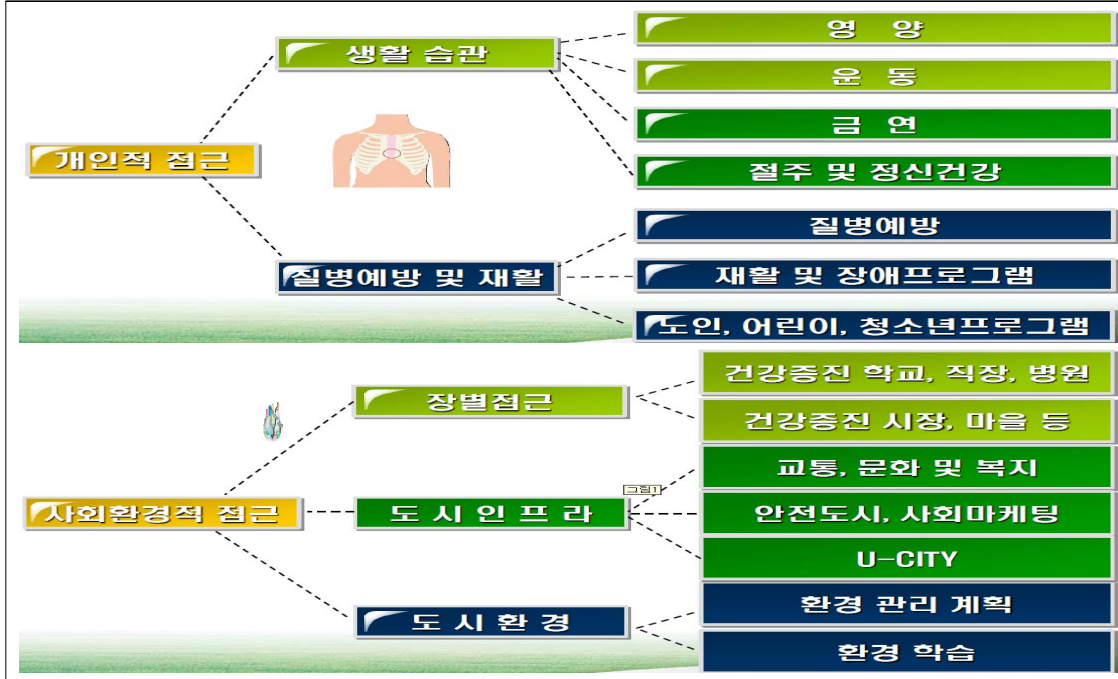 개인적 접근
생활 습관
영 양
운 동
금 연
절주 및 정신건강
질병예방 및 재활
질병예방
재활 및 장애프로그램
노인, 어린이, 청소년프로그램
사회환경적 접근
장별접근
건강증진 학교, 직장, 병원
건강증진 시장, 마을 등
도 시 인 프 라
그림1
교통, 문화 및 복지
안전도시, 사회마케팅
U-CITY
도 시 환 경
환경 관리 계획
환경 학습